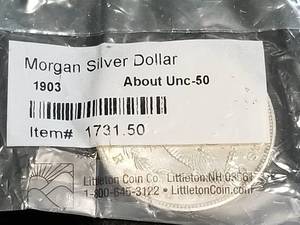 Morgan Silver Dollar
1903 About Unc-50
Item# 1731.50
Littleton Coin Co. Littleton NH 03561
1-800-645-3122 • LittletonCoin.com